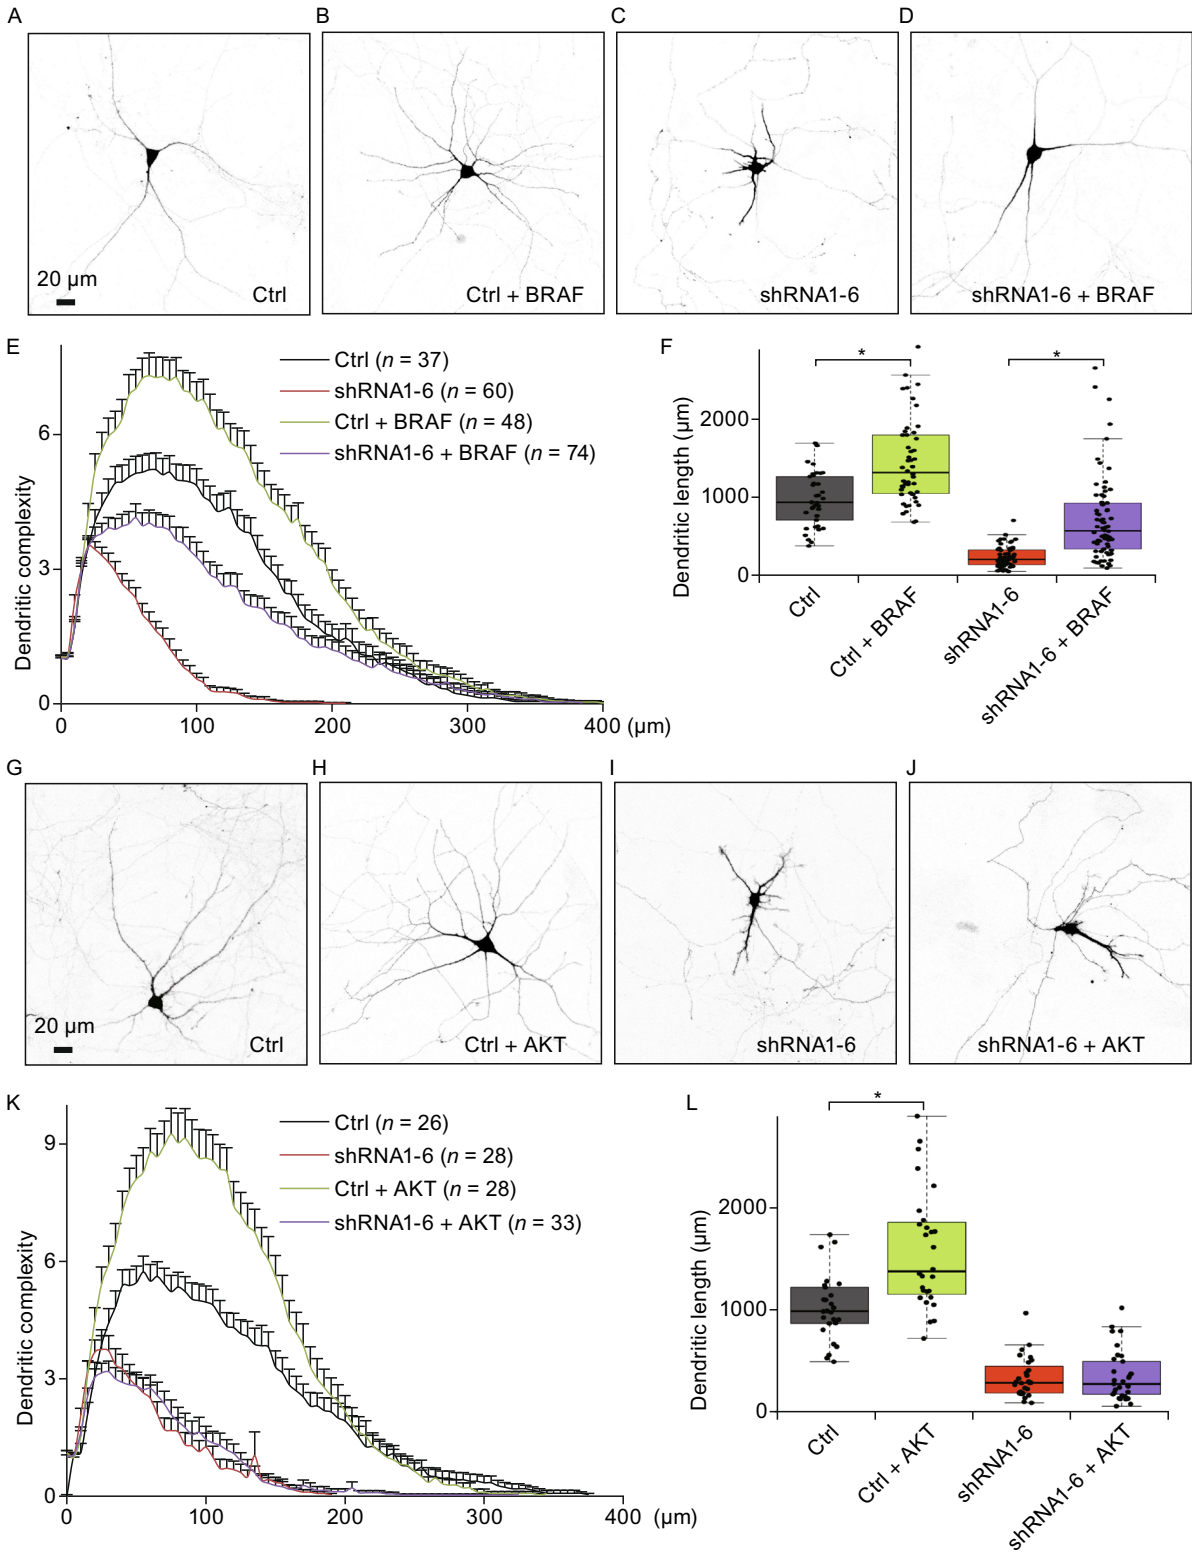 A
B
C
D
20 μm
Ctrl
Ctrl + BRAF
shRNA1-6
shRNA1-6 + BRAF
E
Dendritic complexity
6
3
0
0
100
200
300
400
(μm)
Ctrl (n = 37)
shRNA1-6 (n = 60)
Ctrl + BRAF (n = 48)
shRNA1-6 + BRAF (n = 74)
F
Dendritic length (μm)
2000
1000
0
*
*
Ctrl
Ctrl + BRAF
shRNA1-6
shRNA1-6 + BRAF
G
H
I
J
20 μm
Ctrl
Ctrl + AKT
shRNA1-6
shRNA1-6 + AKT
K
Dendritic complexity
9
6
3
0
0
100
200
300
400
(μm)
Ctrl (n = 26)
shRNA1-6 (n = 28)
Ctrl + AKT (n = 28)
shRNA1-6 + AKT (n = 33)
L
Dendritic length (μm)
2000
1000
0
*
Ctrl
Ctrl + AKT
shRNA1-6
shRNA1-6 + AKT